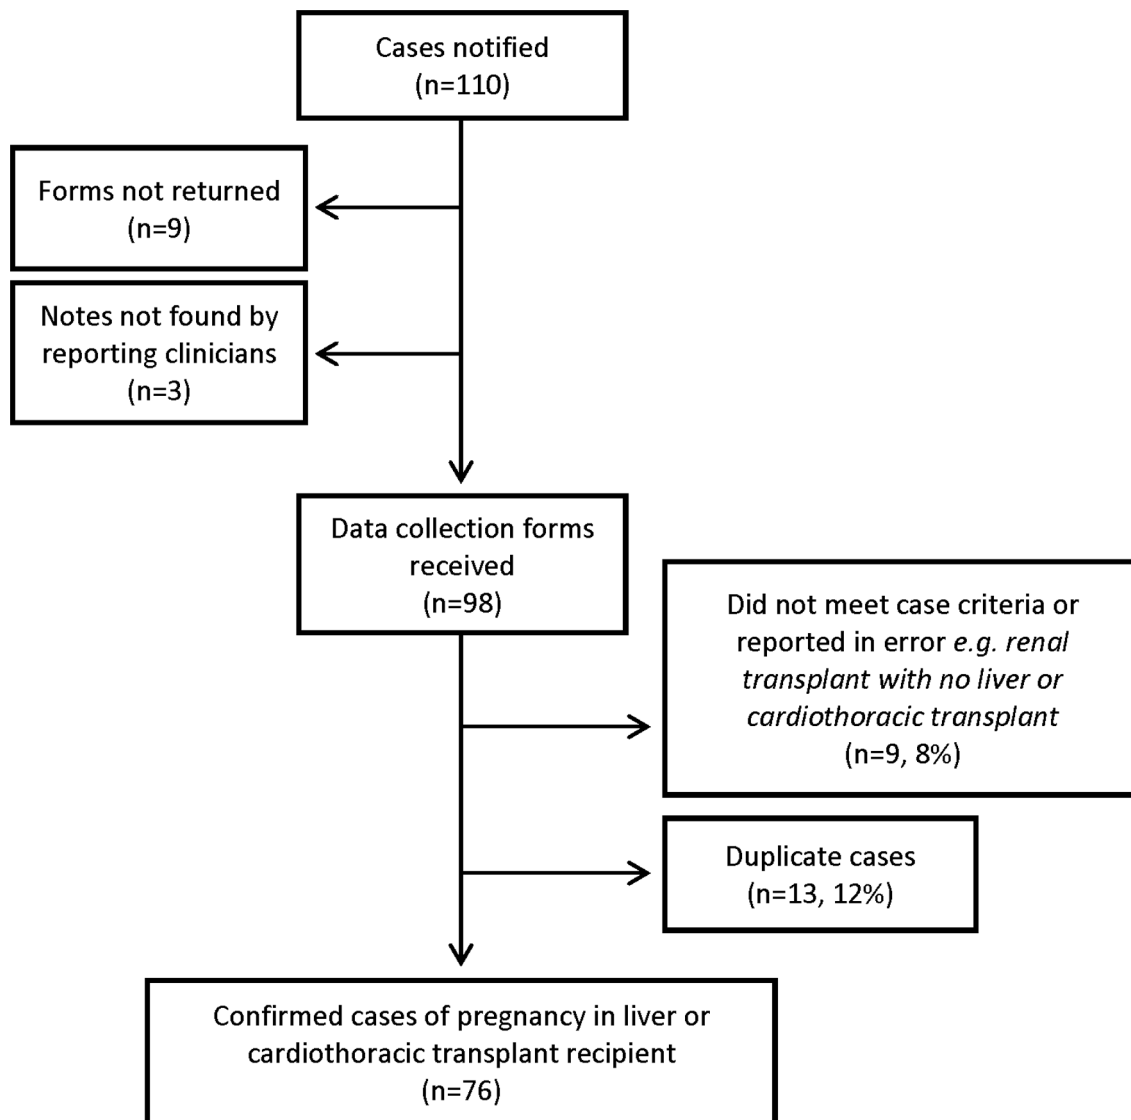 Cases notified
(n=110)
Forms not returned
(n=9)
Notes not found by
reporting clinicians
(n=3)
Data collection forms
received
(n=98)
Did not meet case criteria or
reported in error e.g. renal
transplant with no liver or
cardiothoracic transplant
(n=9, 8%)
Duplicate cases
(n=13, 12%)
Confirmed cases of pregnancy in liver or
cardiothoracic transplant recipient
(n=76)